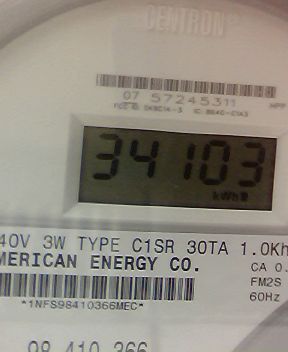 CENTRON®
07 57245311
34103
kWh
40V 3W TYPE C1SR 30TA 1.0Kh
MERICAN ENERGY CO.
CA 0.
FM2S
60Hz
*1NFS98410366MEC*
98 410 366